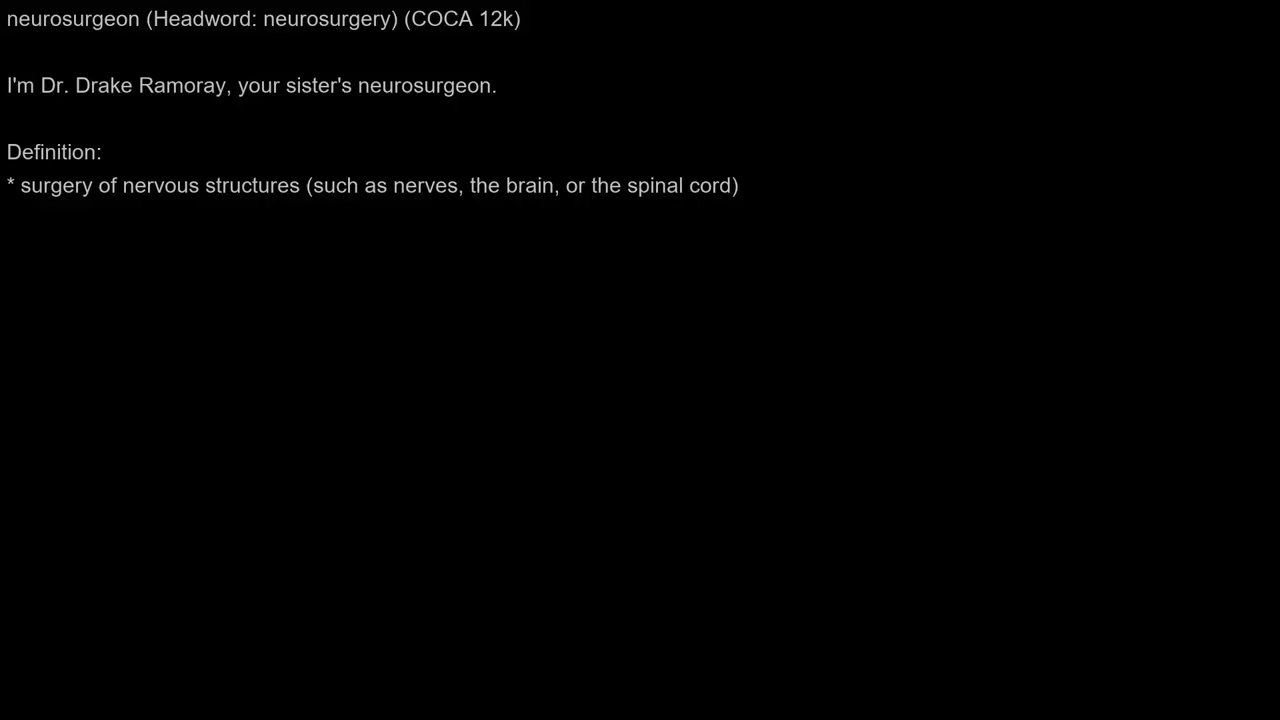 neurosurgeon (Headword: neurosurgery) (COCA 12k)
I'm Dr. Drake Ramoray, your sister's neurosurgeon.
Definition:
* surgery of nervous structures (such as nerves, the brain, or the spinal cord)